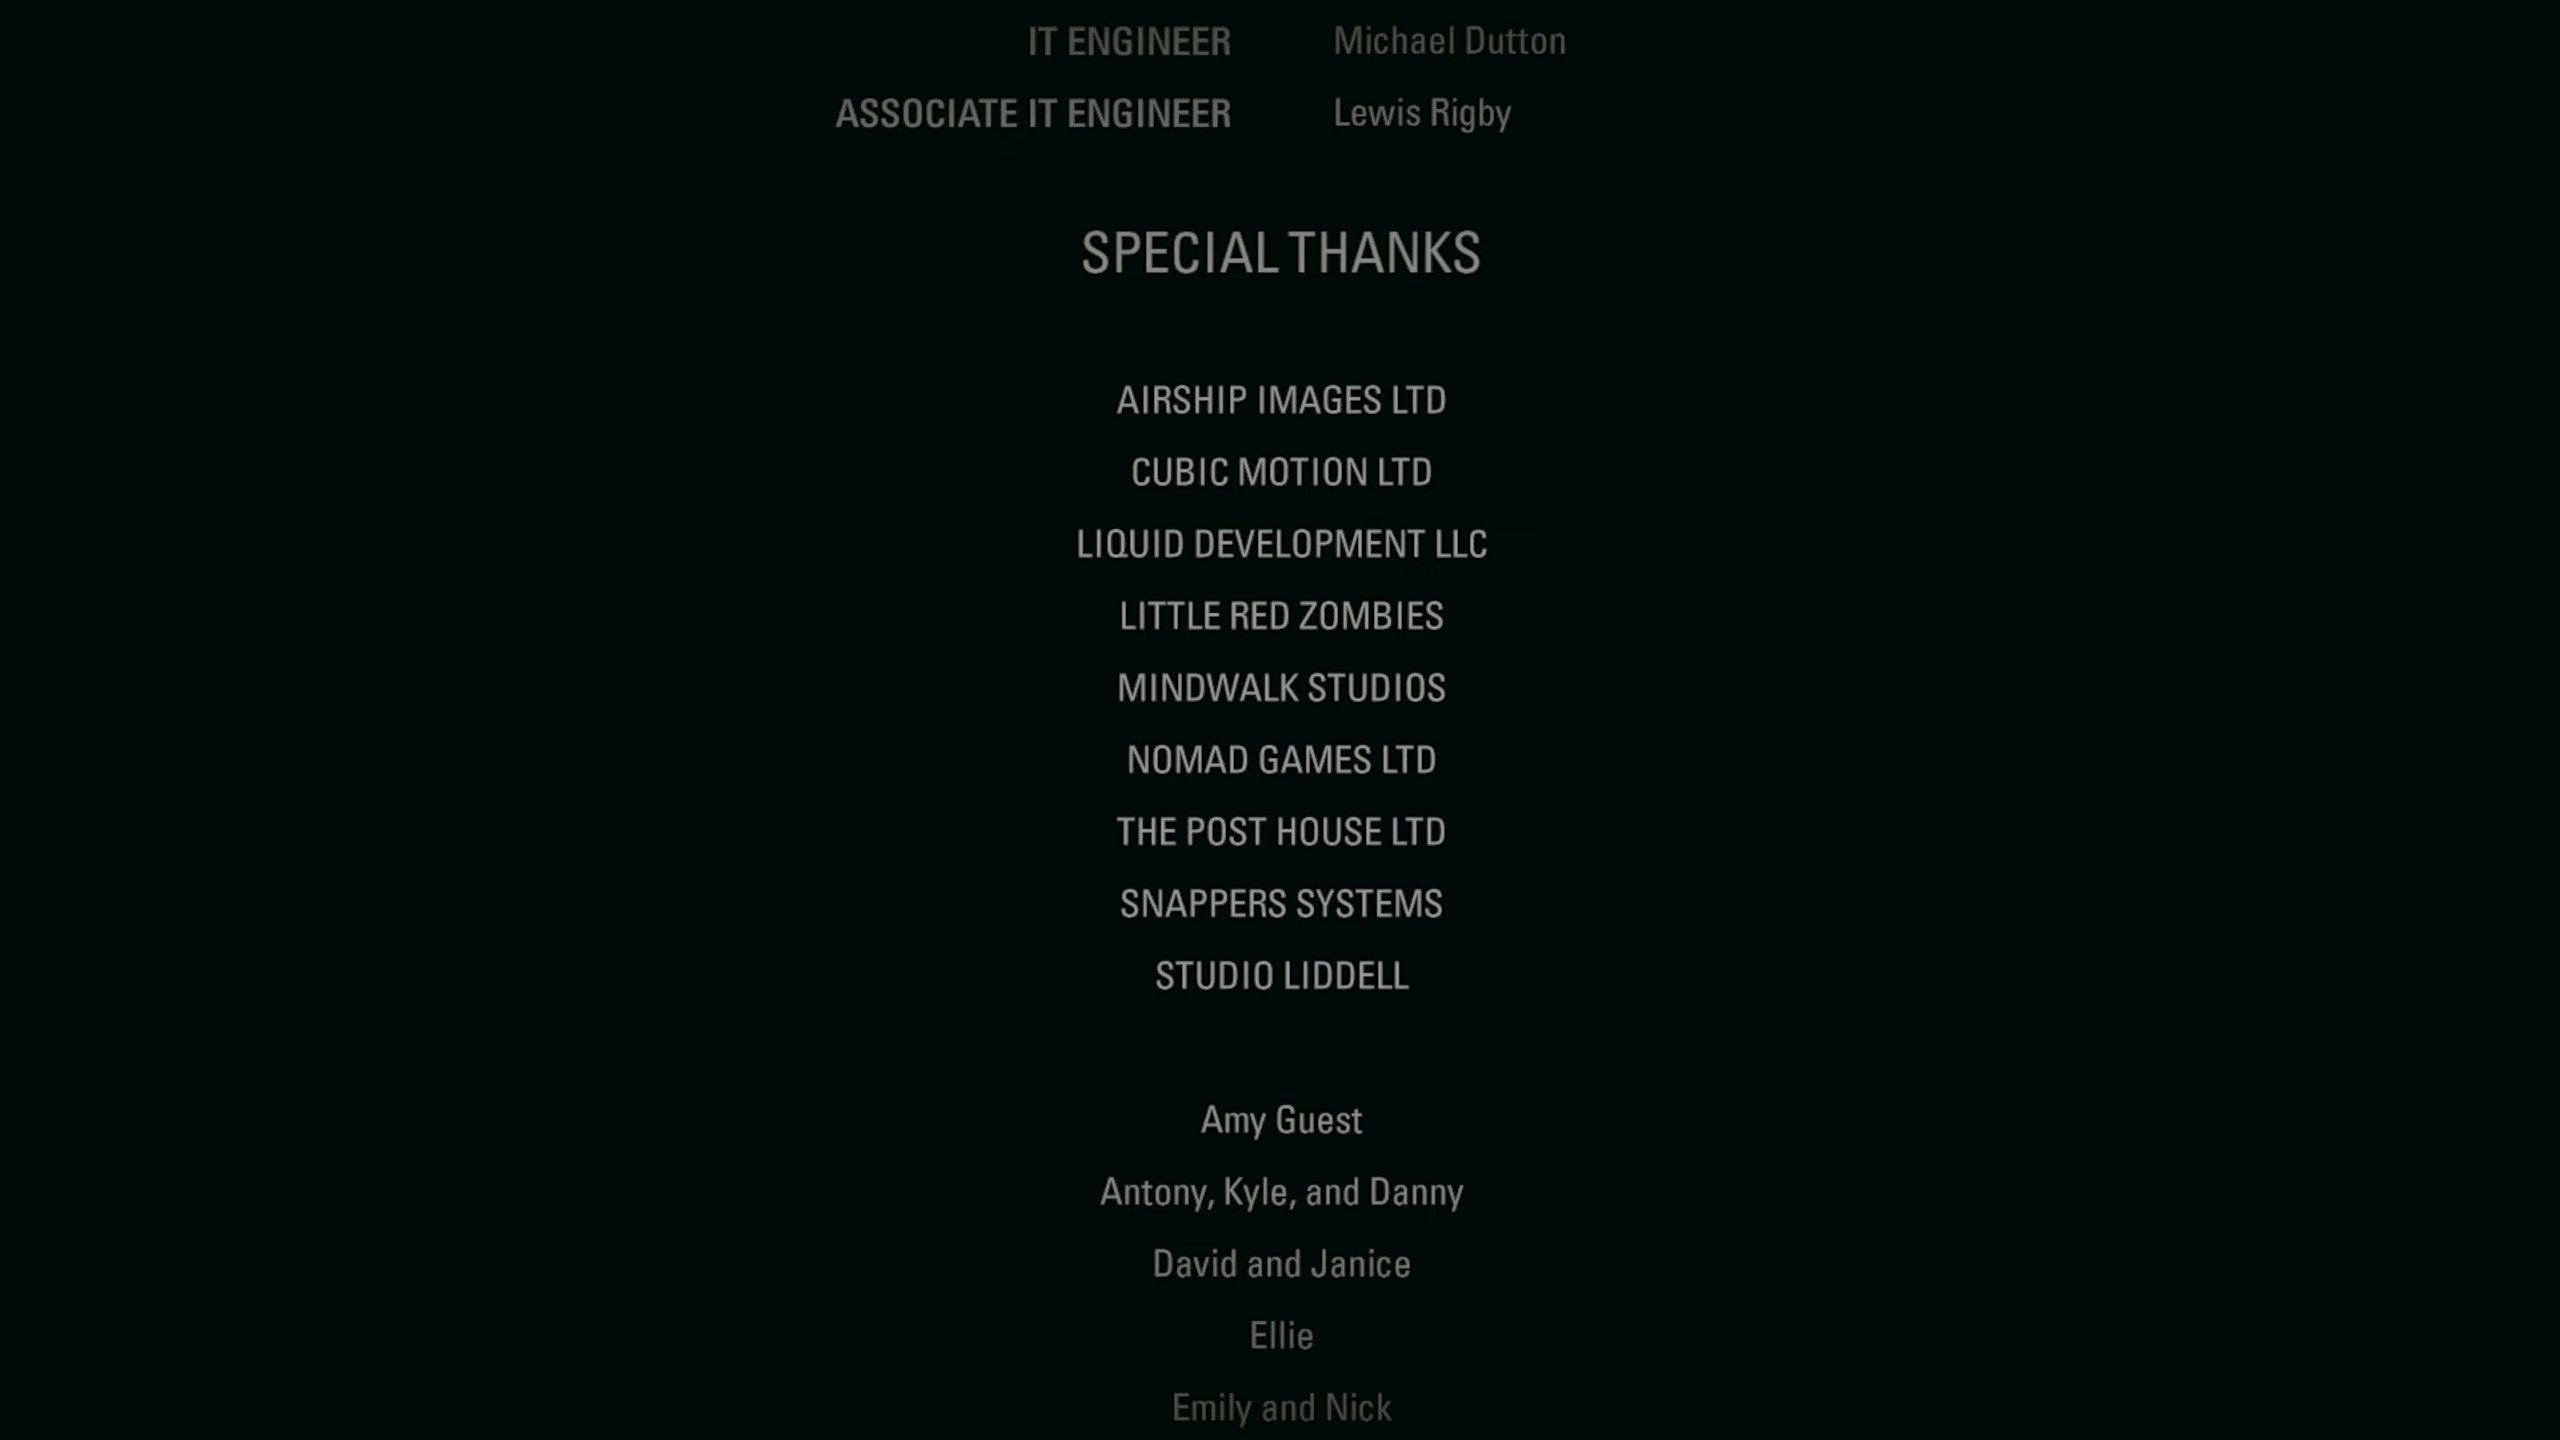 IT ENGINEER Michael Dutton
ASSOCIATE IT ENGINEER Lewis Rigby
SPECIAL THANKS
AIRSHIP IMAGES LTD
CUBIC MOTION LTD
LIQUID DEVELOPMENT LLC
LITTLE RED ZOMBIES
MINDWALK STUDIOS
NOMAD GAMES LTD
THE POST HOUSE LTD
SNAPPERS SYSTEMS
STUDIO LIDDELL
Amy Guest
Antony, Kyle, and Danny
David and Janice
Ellie
Emily and Nick